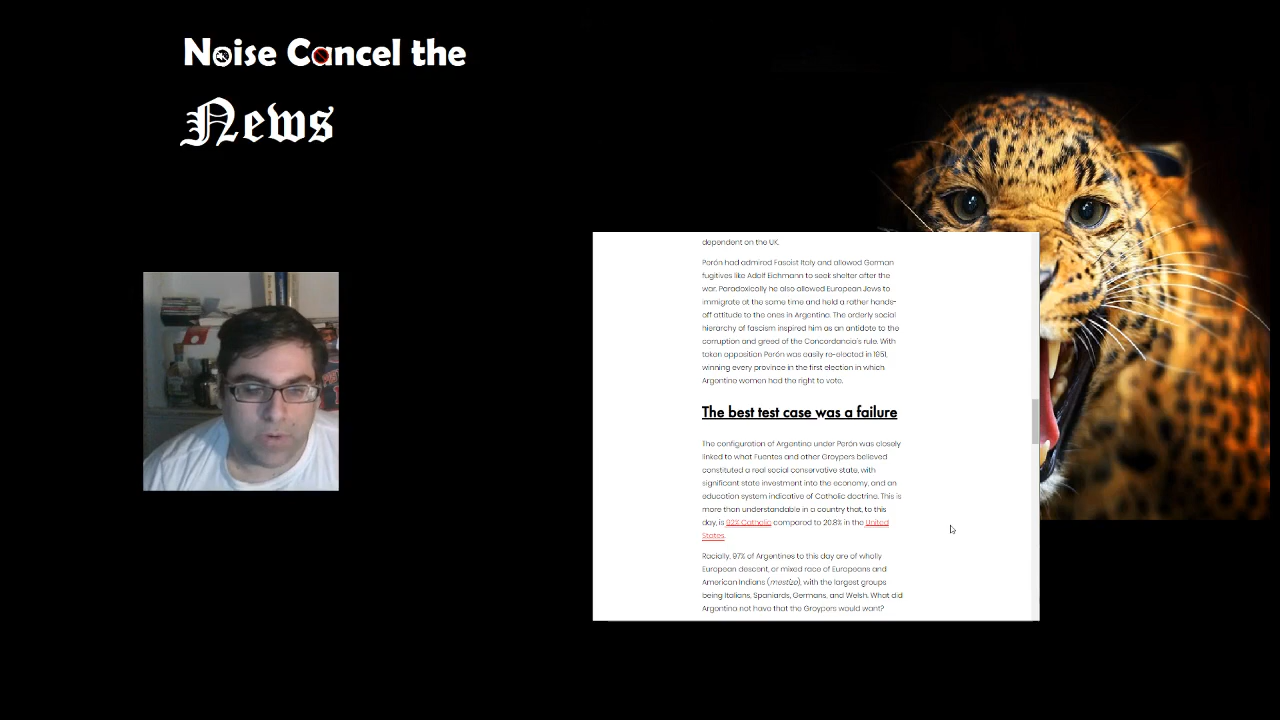 Noise Cancel the
News
dependent on the UK.
Perón had admired Fascist Italy and allowed German
fugitives like Adolf Eichmann to seek shelter after the
war. Paradoxically he also allowed European Jews to
immigrate at the same time and held a rather hands-
off attitude to the ones in Argentina. The orderly social
hierarchy of fascism inspired him as an antidote to the
corruption and greed of the Concordancia's rule. With
token opposition Perón was easily re-elected in 1951,
winning every province in the first election in which
Argentine women had the right to vote.
The best test case was a failure
The configuration of Argentina under Perón was closely
linked to what Fuentes and other Groypers believed
constituted a real social conservative state, with
significant state investment into the economy, and an
education system indicative of Catholic doctrine. This is
more than understandable in a country that, to this
day, is 92% Catholic compared to 20.8% in the United
States.
Racially, 97% of Argentines to this day are of wholly
European descent, or mixed race of Europeans and
American Indians (mestizo), with the largest groups
being Italians, Spaniards, Germans, and Welsh. What did
Argentina not have that the Groypers would want?